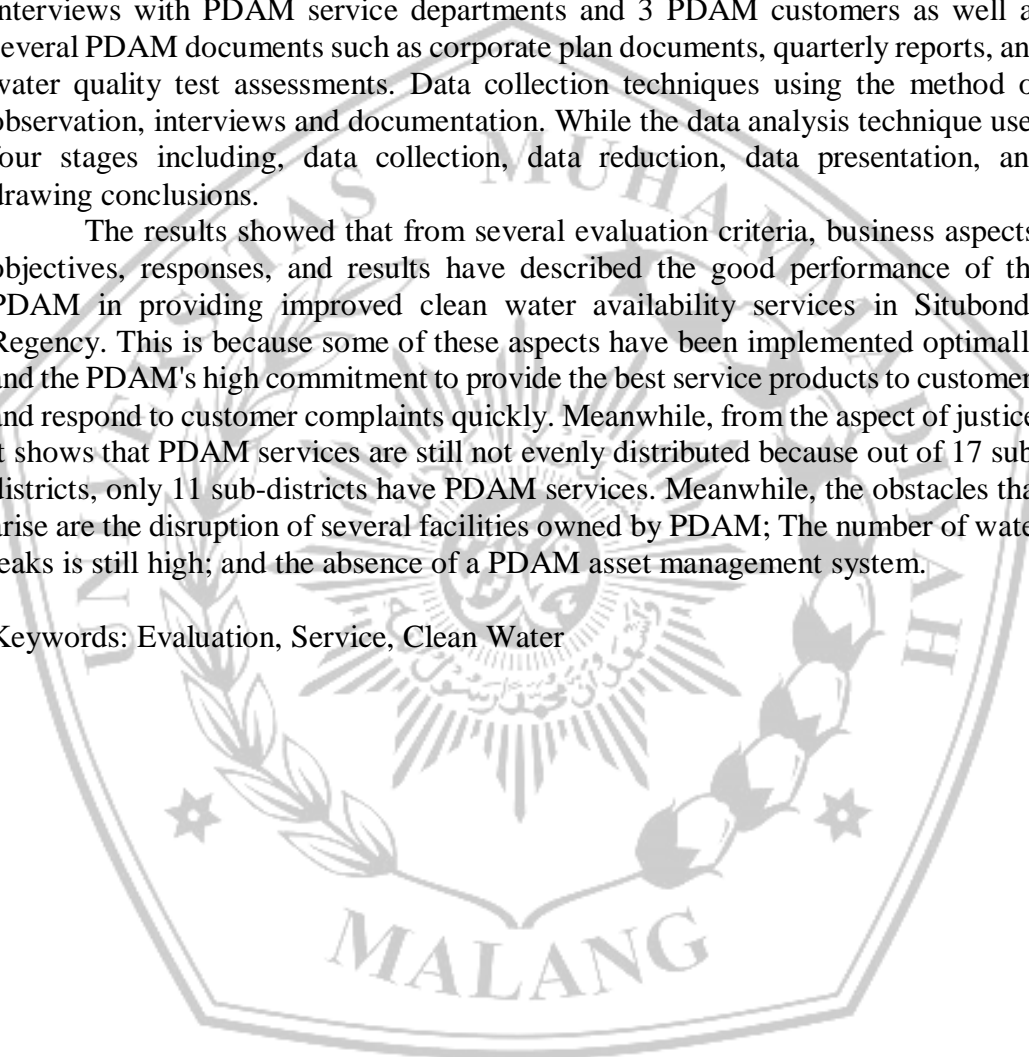 interviews with PDAM service departments and 3 PDAM customers as well a
several PDAM documents such as corporate plan documents, quarterly reports, an
water quality test assessments. Data collection techniques using the method o
observation, interviews and documentation. While the data analysis technique use
four stages including, data collection, data reduction, data presentation, an
drawing conclusions.
The results showed that from several evaluation criteria, business aspects
objectives, responses, and results have described the good performance of th
PDAM in providing improved clean water availability services in Situbond
Regency. This is because some of these aspects have been implemented optimall
and the PDAM's high commitment to provide the best service products to customer
and respond to customer complaints quickly. Meanwhile, from the aspect of justice
it shows that PDAM services are still not evenly distributed because out of 17 sub
districts, only 11 sub-districts have PDAM services. Meanwhile, the obstacles tha
arise are the disruption of several facilities owned by PDAM; The number of wate
leaks is still high; and the absence of a PDAM asset management system.
Keywords: Evaluation, Service, Clean Water
UNIVERSITAS MUHAMMADIYAH
MALANG